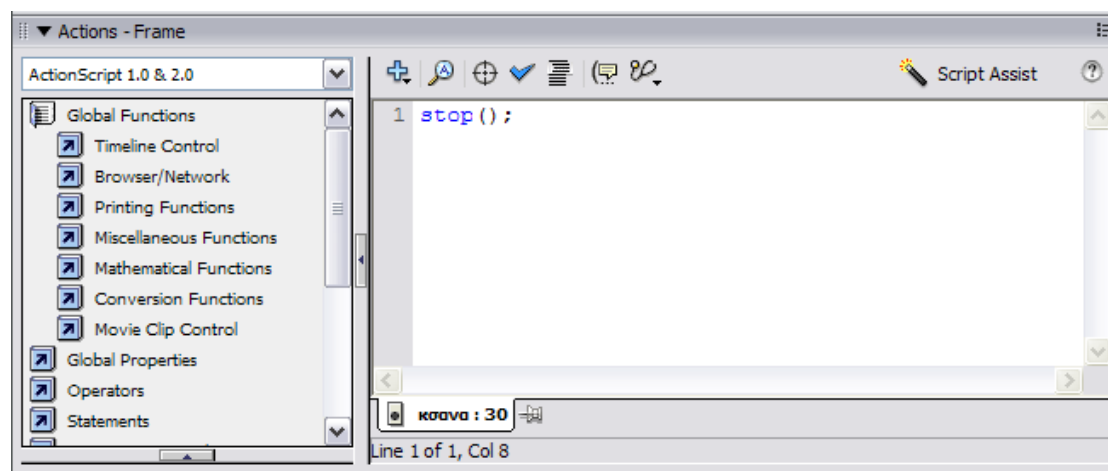 Actions - Frame
ActionScript 1.0 & 2.0
Script Assist
Global Functions
Timeline Control
Browser/Network
Printing Functions
Miscellaneous Functions
Mathematical Functions
Conversion Functions
Movie Clip Control
Global Properties
Operators
Statements
1 stop();
κσανα : 30
Line 1 of 1, Col 8